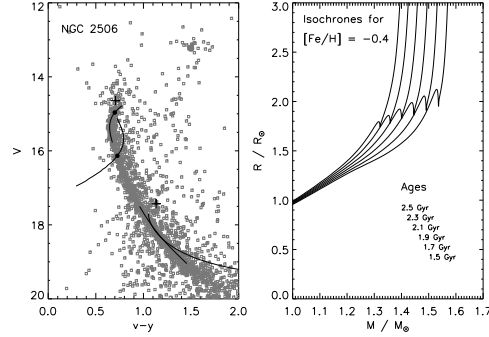 NGC 2506
12
14
16
18
20
V
0.0
0.5
1.0
1.5
2.0
v-y
Isochrones for
[Fe/H] = -0.4
3.0
2.5
2.0
1.5
1.0
0.5
0.0
R / R⊙
Ages
2.5 Gyr
2.3 Gyr
2.1 Gyr
1.9 Gyr
1.7 Gyr
1.5 Gyr
1.0
1.1
1.2
1.3
1.4
1.5
1.6
1.7
M / M⊙